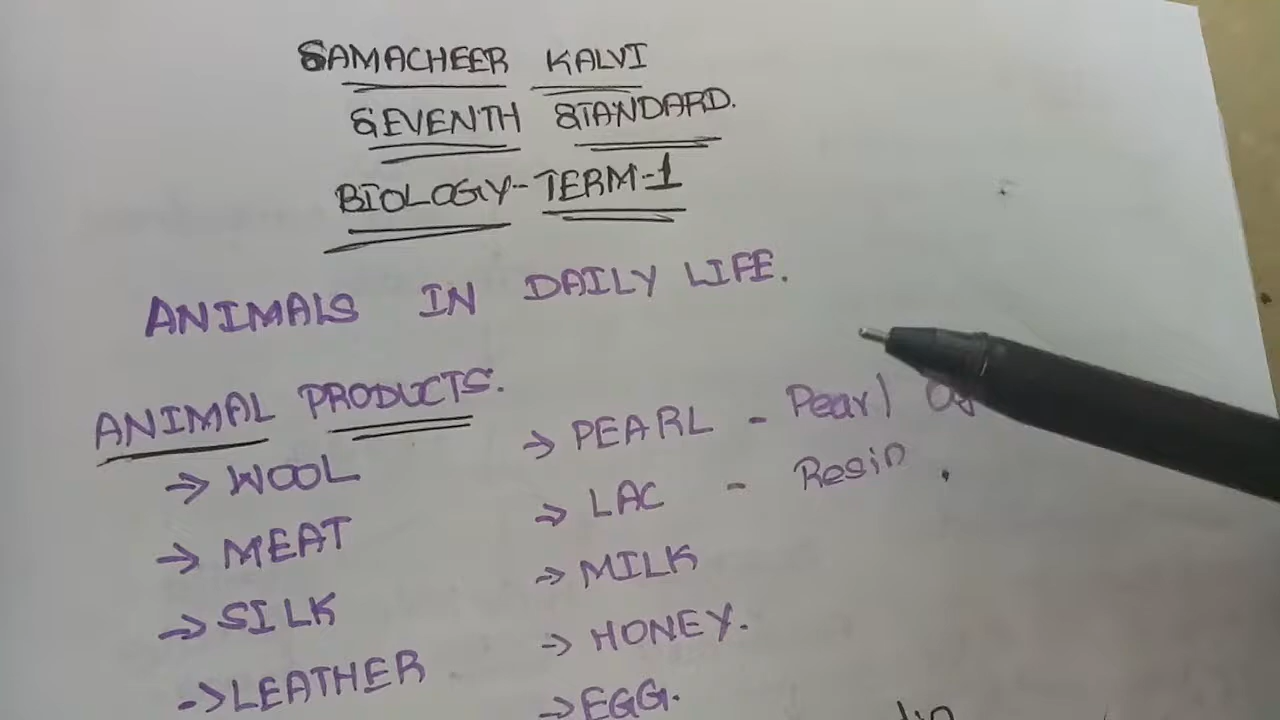 SAMACHEER KALVI
SEVENTH STANDARD.
BIOLOGY-TERM-1
ANIMALS IN DAILY LIFE.
ANIMAL PRODUCTS.
→ WOOL
→ MEAT
→ SILK
→ LEATHER
→ PEARL - Pearl
→ LAC - Resin.
→ MILK
→ HONEY.
→ EGG.